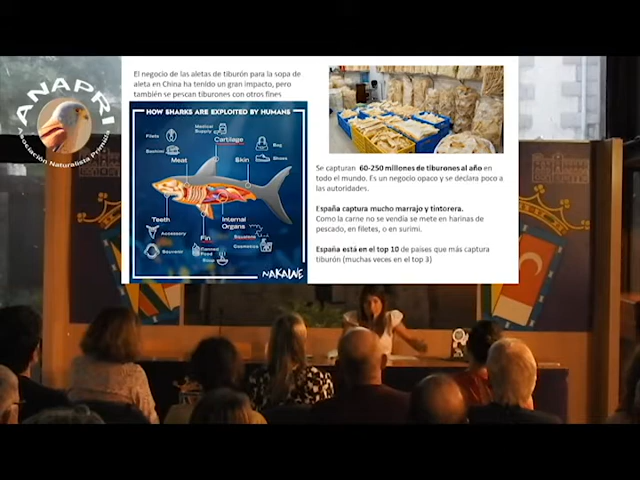 ANAPRI
Asociación Naturalista Primilla
El negocio de las aletas de tiburón para la sopa de
aleta en China ha tenido un gran impacto, pero
también se pescan tiburones con otros fines
HOW SHARKS ARE EXPLOITED BY HUMANS
Medical
Supply
Fillets
Cartilage
Bag
Meat
Skin
Shoes
Teeth
Internal
Organs
Accessory
Fin
Souvenir
Cosmetics
Canned
Food
Soup
NAKAWE
Se capturan 60-250 millones de tiburones al año en
todo el mundo. Es un negocio opaco y se declara poco a
las autoridades.
España captura mucho marrajo y tintorera.
Como la carne no se vendía se mete en harinas de
pescado, en filetes, o en surimi.
España está en el top 10 de países que más captura
tiburón (muchas veces en el top 3)